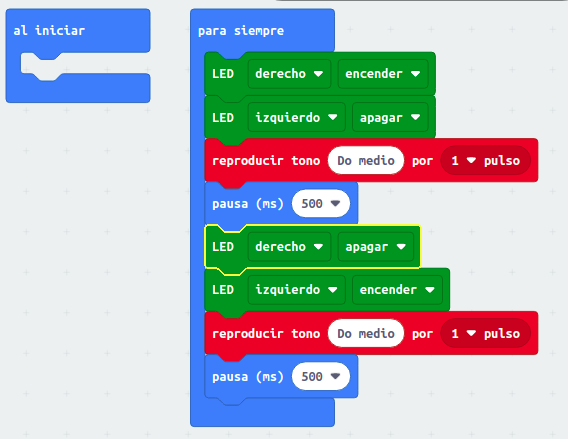 al iniciar
para siempre
LED derecho encender
LED izquierdo apagar
reproducir tono Do medio por 1 pulso
pausa (ms) 500
LED derecho apagar
LED izquierdo encender
reproducir tono Do medio por 1 pulso
pausa (ms) 500